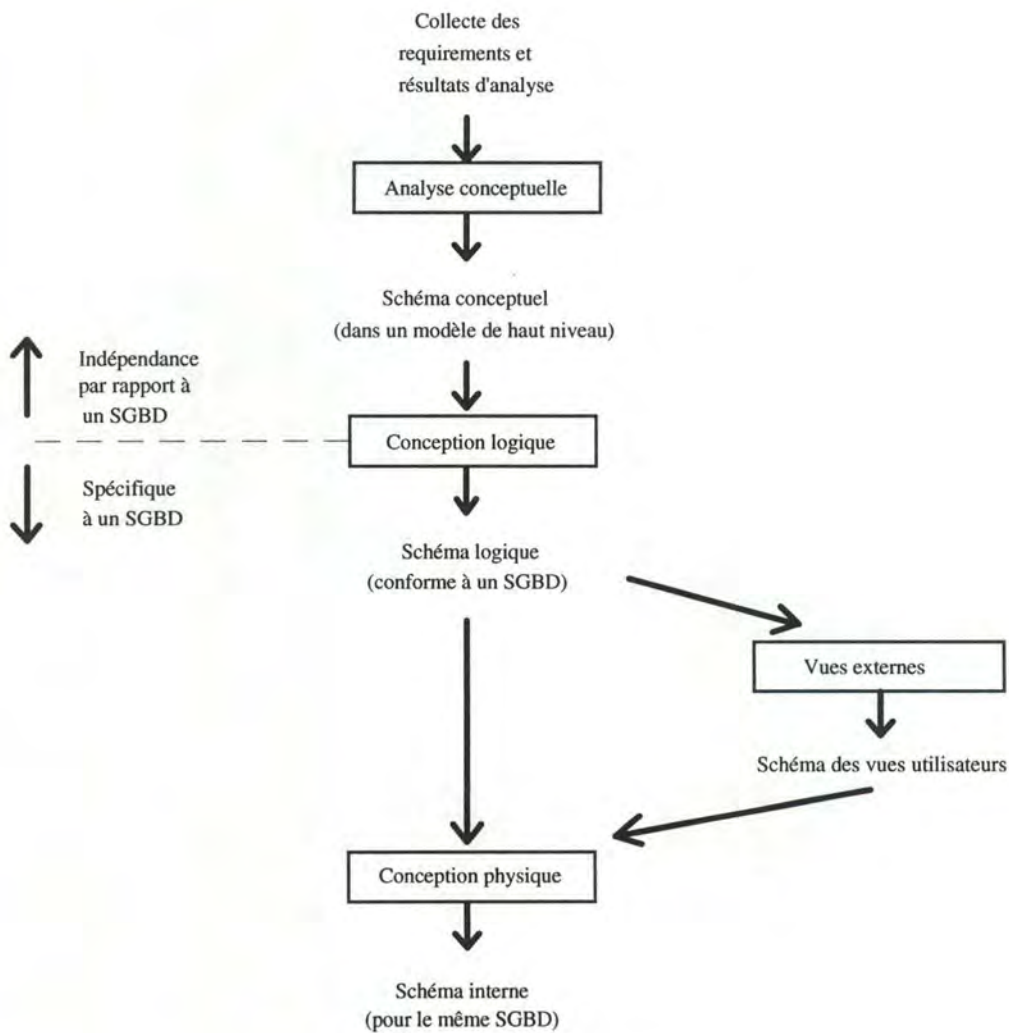 Collecte des
requirements et
résultats d'analyse
Analyse conceptuelle
Schéma conceptuel
(dans un modèle de haut niveau)
Indépendance
par rapport à
un SGBD
Conception logique
Spécifique
à un SGBD
Schéma logique
(conforme à un SGBD)
Vues externes
Schéma des vues utilisateurs
Conception physique
Schéma interne
(pour le même SGBD)